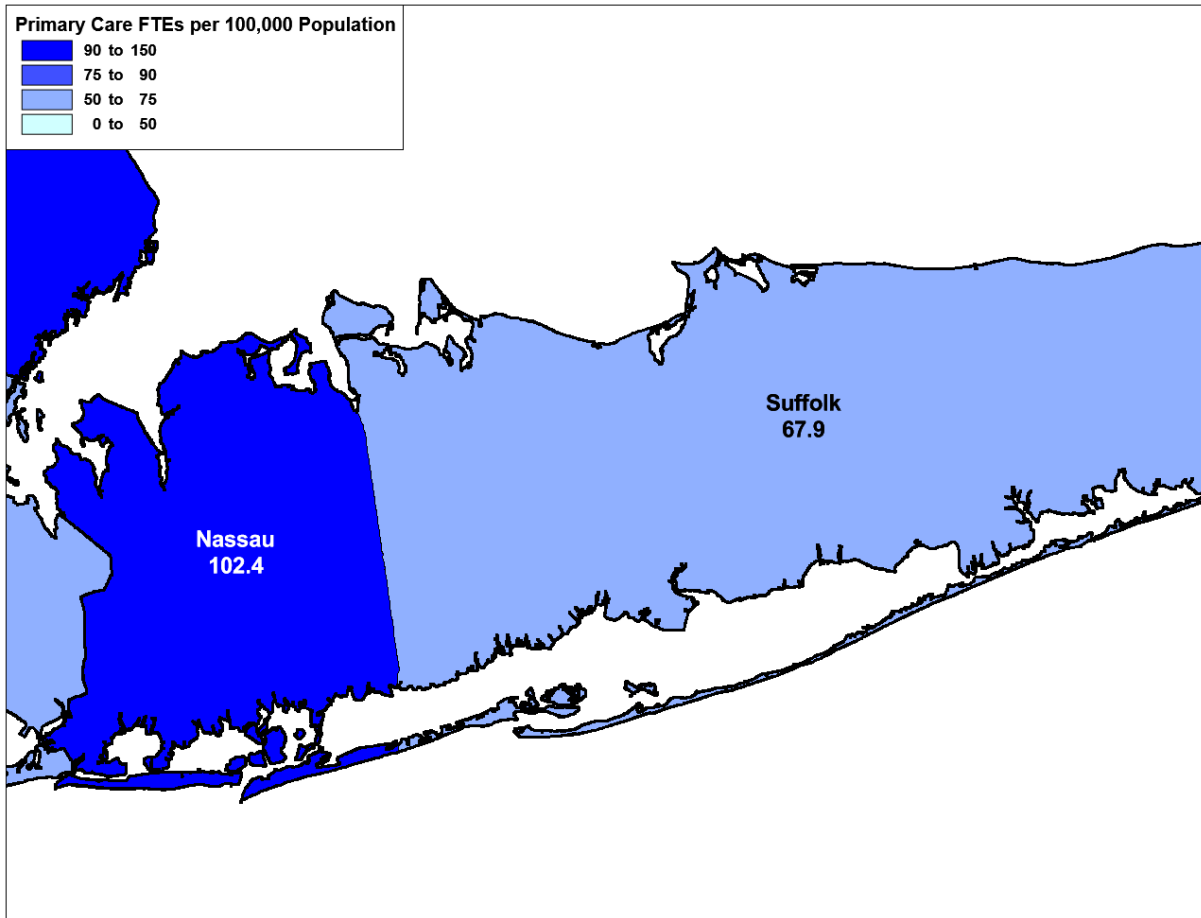 Primary Care FTEs per 100,000 Population
90 to 150
75 to 90
50 to 75
0 to 50
Suffolk
67.9
Nassau
102.4